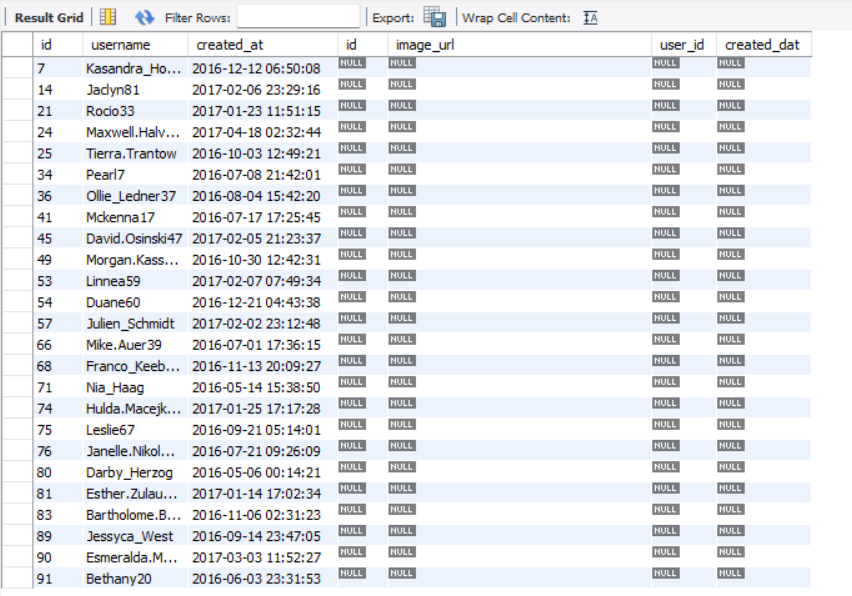 Result Grid Filter Rows: Export: Wrap Cell Content: IA
id username created_at id image_url user_id created_dat
7 Kasandra_Ho... 2016-12-12 06:50:08 NULL NULL NULL NULL
14 Jaclyn81 2017-02-06 23:29:16 NULL NULL NULL NULL
21 Rocio33 2017-01-23 11:51:15 NULL NULL NULL NULL
24 Maxwell.Halv... 2017-04-18 02:32:44 NULL NULL NULL NULL
25 Tierra.Trantow 2016-10-03 12:49:21 NULL NULL NULL NULL
34 Pearl7 2016-07-08 21:42:01 NULL NULL NULL NULL
36 Ollie_Ledner37 2016-08-04 15:42:20 NULL NULL NULL NULL
41 Mckenna17 2016-07-17 17:25:45 NULL NULL NULL NULL
45 David.Osinski47 2017-02-05 21:23:37 NULL NULL NULL NULL
49 Morgan.Kass... 2016-10-30 12:42:31 NULL NULL NULL NULL
53 Linnea59 2017-02-07 07:49:34 NULL NULL NULL NULL
54 Duane60 2016-12-21 04:43:38 NULL NULL NULL NULL
57 Julien_Schmidt 2017-02-02 23:12:48 NULL NULL NULL NULL
66 Mike.Auer39 2016-07-01 17:36:15 NULL NULL NULL NULL
68 Franco_Keeb... 2016-11-13 20:09:27 NULL NULL NULL NULL
71 Nia_Haag 2016-05-14 15:38:50 NULL NULL NULL NULL
74 Hulda.Macejk... 2017-01-25 17:17:28 NULL NULL NULL NULL
75 Leslie67 2016-09-21 05:14:01 NULL NULL NULL NULL
76 Janelle.Nikol... 2016-07-21 09:26:09 NULL NULL NULL NULL
80 Darby_Herzog 2016-05-06 00:14:21 NULL NULL NULL NULL
81 Esther.Zulau... 2017-01-14 17:02:34 NULL NULL NULL NULL
83 Bartholome.B... 2016-11-06 02:31:23 NULL NULL NULL NULL
89 Jessyca_West 2016-09-14 23:47:05 NULL NULL NULL NULL
90 Esmeralda.M... 2017-03-03 11:52:27 NULL NULL NULL NULL
91 Bethany20 2016-06-03 23:31:53 NULL NULL NULL NULL